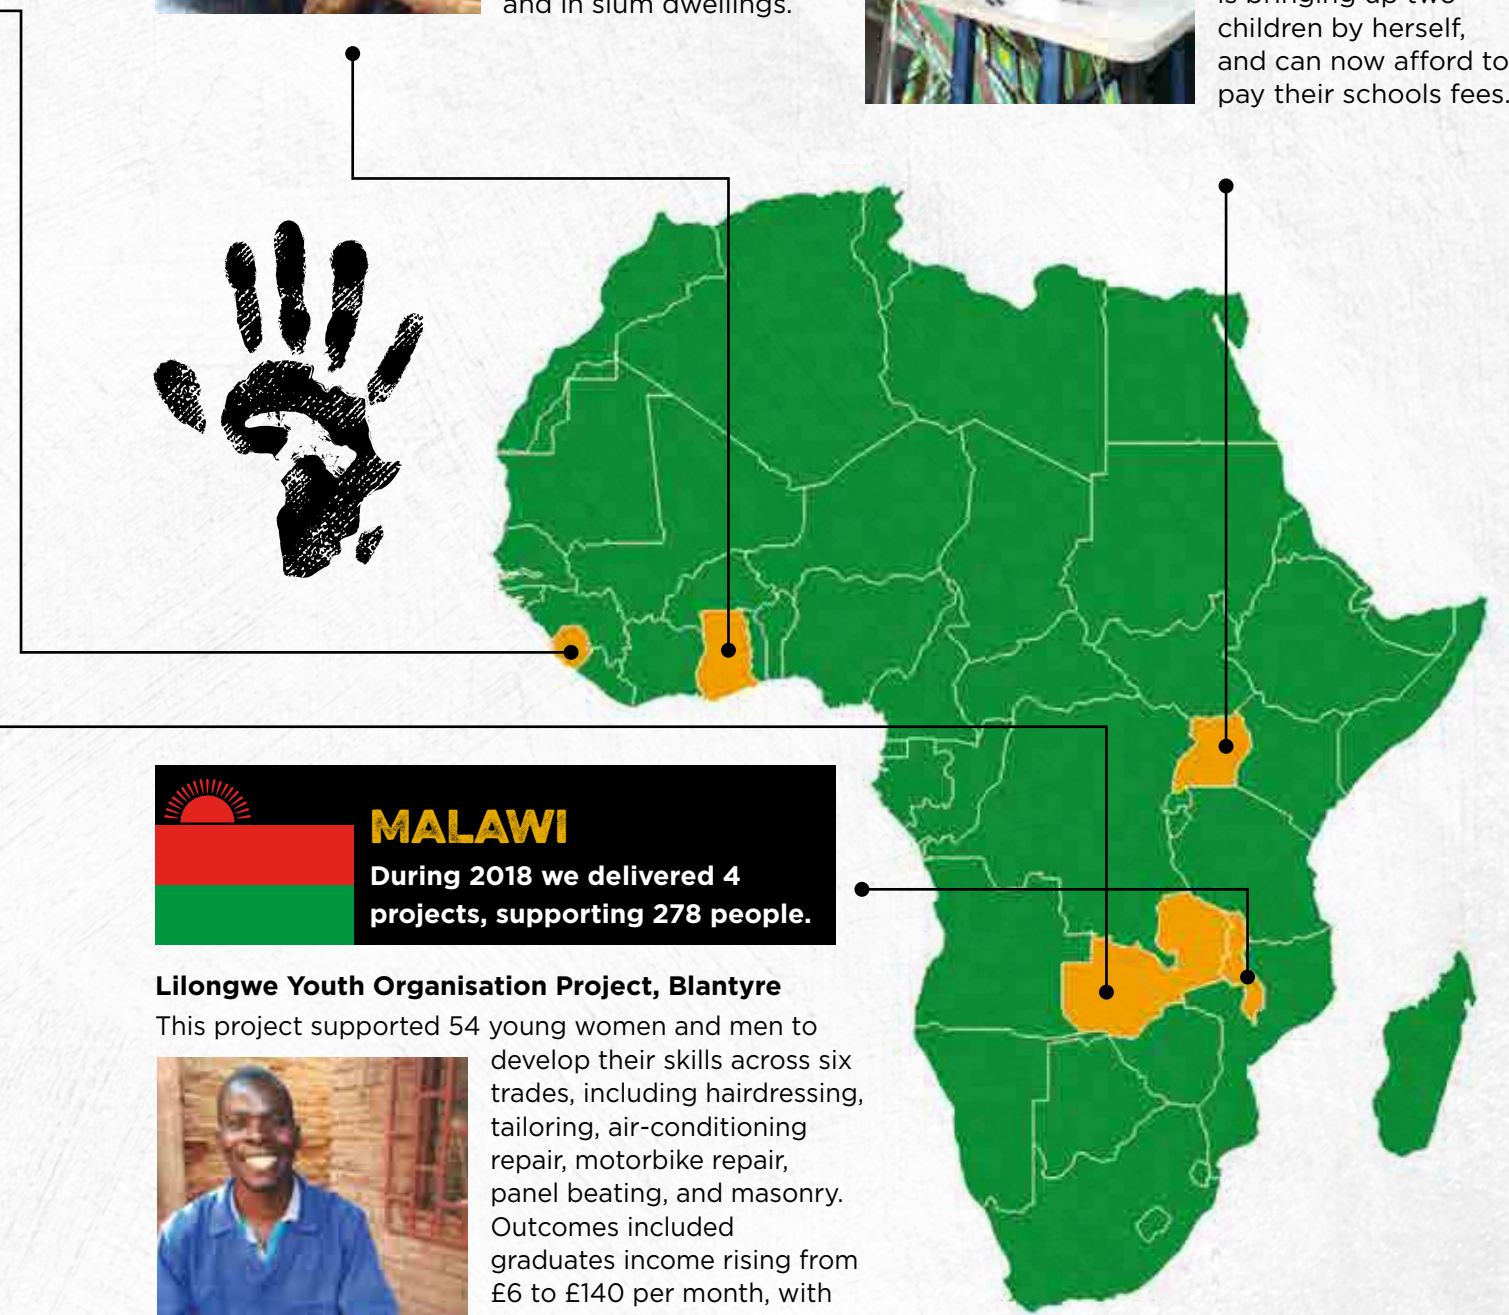 and in slum dwellings.
children by herself,
and can now afford to
pay their schools fees.
MALAWI
During 2018 we delivered 4
projects, supporting 278 people.
Lilongwe Youth Organisation Project, Blantyre
This project supported 54 young women and men to
develop their skills across six
trades, including hairdressing,
tailoring, air-conditioning
repair, motorbike repair,
panel beating, and masonry.
Outcomes included
graduates income rising from
£6 to £140 per month, with